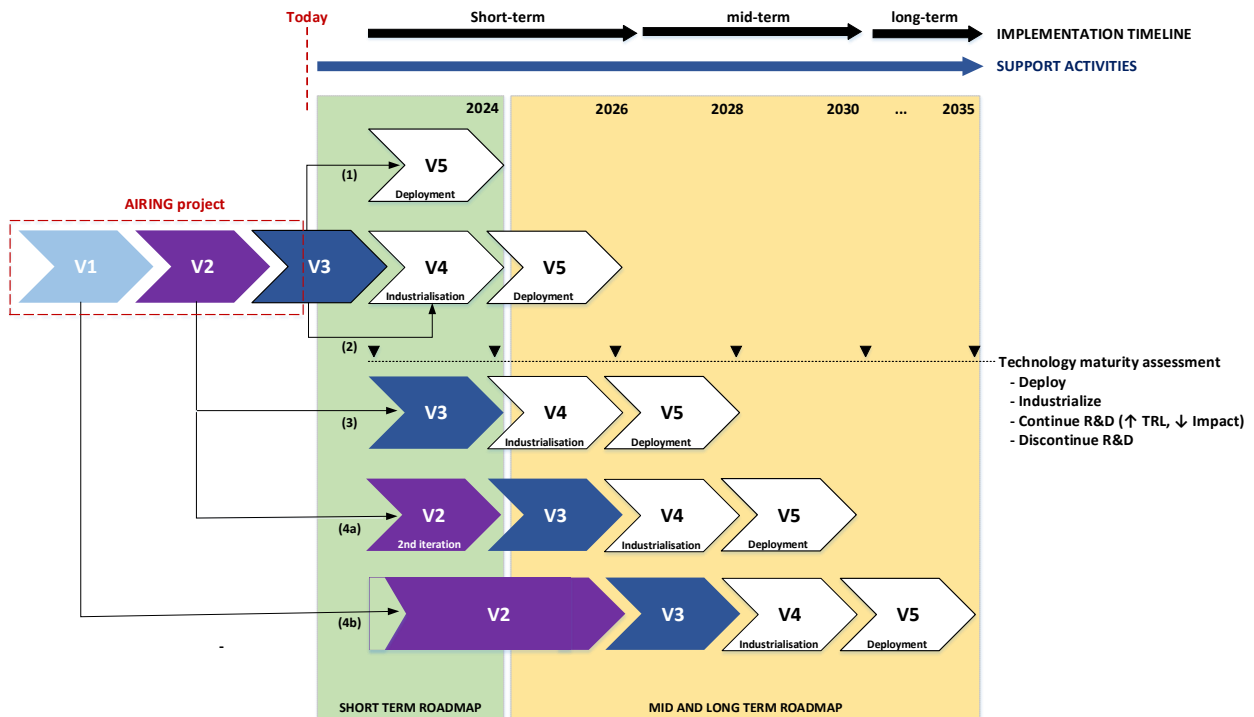 Today
Short-term
mid-term
long-term
IMPLEMENTATION TIMELINE
SUPPORT ACTIVITIES
2024
2026
2028
2030
...
2035
(1)
V5
Deployment
AIRING project
V1
V2
V3
V4
Industrialisation
V5
Deployment
(2)
Technology maturity assessment
- Deploy
- Industrialize
- Continue R&D (↑ TRL, ↓ Impact)
- Discontinue R&D
(3)
V3
V4
Industrialisation
V5
Deployment
(4a)
V2
2nd iteration
V3
V4
Industrialisation
V5
Deployment
(4b)
V2
V3
V4
Industrialisation
V5
Deployment
-
SHORT TERM ROADMAP
MID AND LONG TERM ROADMAP